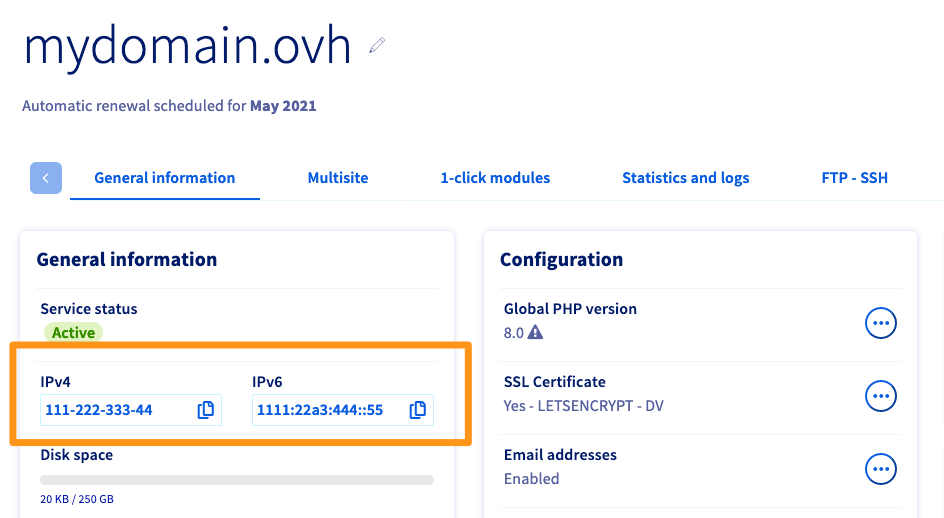 mydomain.ovh
Automatic renewal scheduled for May 2021
General information
Multisite
1-click modules
Statistics and logs
FTP - SSH
General information
Service status
Active
IPv4
IPv6
111-222-333-44
1111:22a3:444::55
Disk space
20 KB / 250 GB
Configuration
Global PHP version
8.0
SSL Certificate
Yes - LETSENCRYPT - DV
Email addresses
Enabled